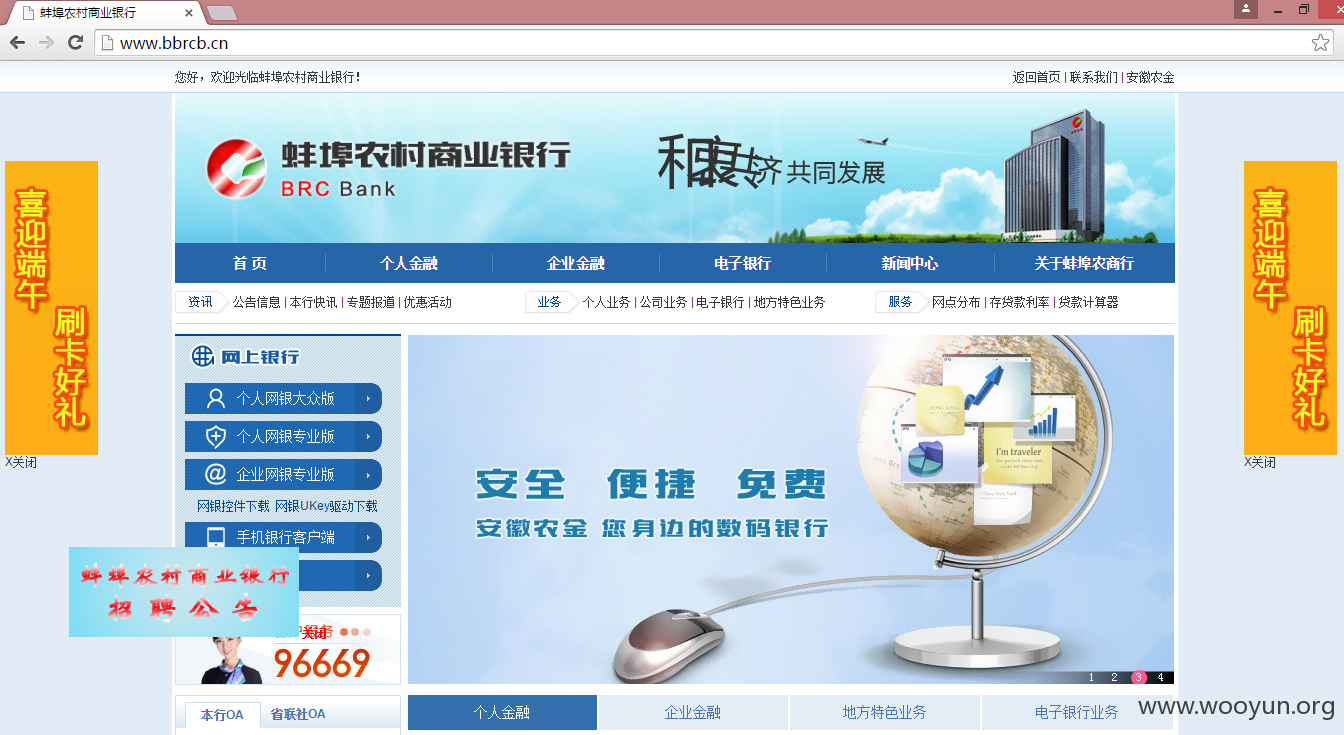 蚌埠农村商业银行
www.bbrcb.cn
您好，欢迎光临蚌埠农村商业银行！
返回首页 | 联系我们 | 安徽农金
蚌埠农村商业银行
BRC Bank
和衷共济 共同发展
首 页 个人金融 企业金融 电子银行 新闻中心 关于蚌埠农商行
资讯 公告信息 | 本行快讯 | 专题报道 | 优惠活动
业务 个人业务 | 公司业务 | 电子银行 | 地方特色业务
服务 网点分布 | 存贷款利率 | 贷款计算器
喜迎端午
刷卡好礼
X关闭
喜迎端午
刷卡好礼
X关闭
网上银行
个人网银大众版
个人网银专业版
企业网银专业版
网银控件下载 网银UKey驱动下载
手机银行客户端
蚌埠农村商业银行
招聘公告
关闭
服务
96669
安全 便捷 免费
安徽农金 您身边的数码银行
I'm traveler
1 2 3 4
本行OA 省联社OA
个人金融 企业金融 地方特色业务 电子银行业务
www.wooyun.org